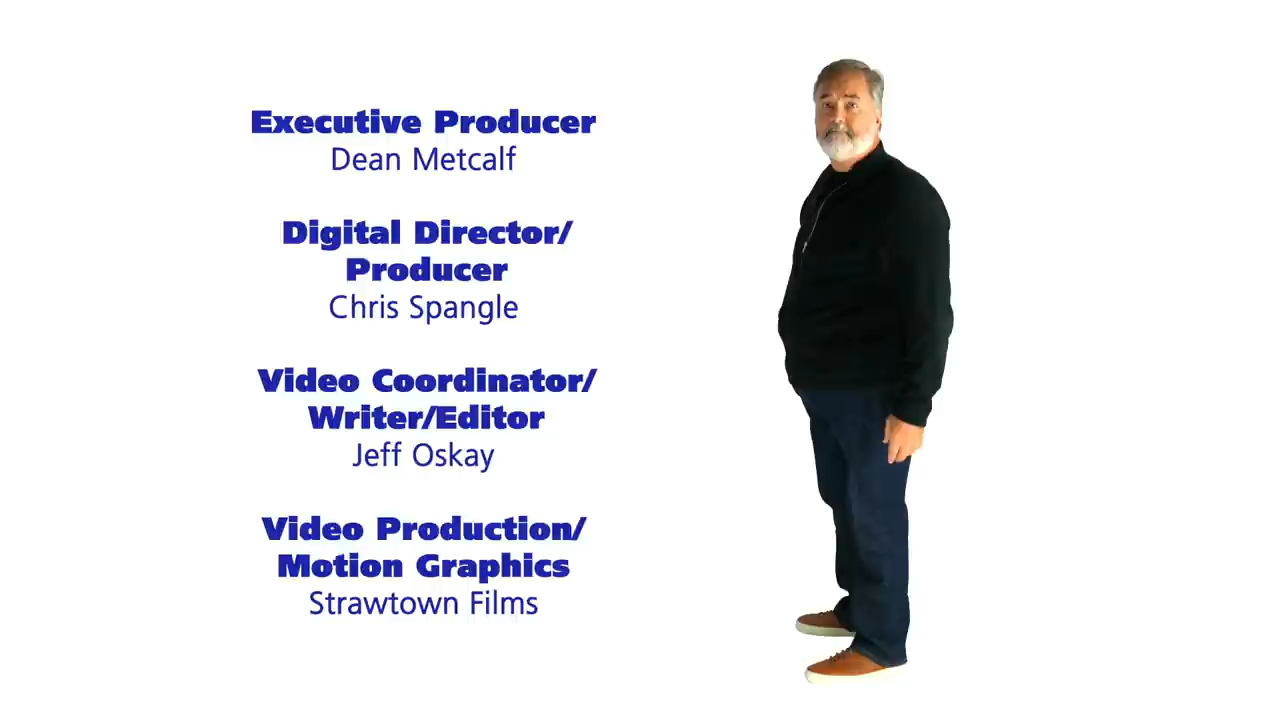 Executive Producer
Dean Metcalf
Digital Director/
Producer
Chris Spangle
Video Coordinator/
Writer/Editor
Jeff Oskay
Video Production/
Motion Graphics
Strawtown Films